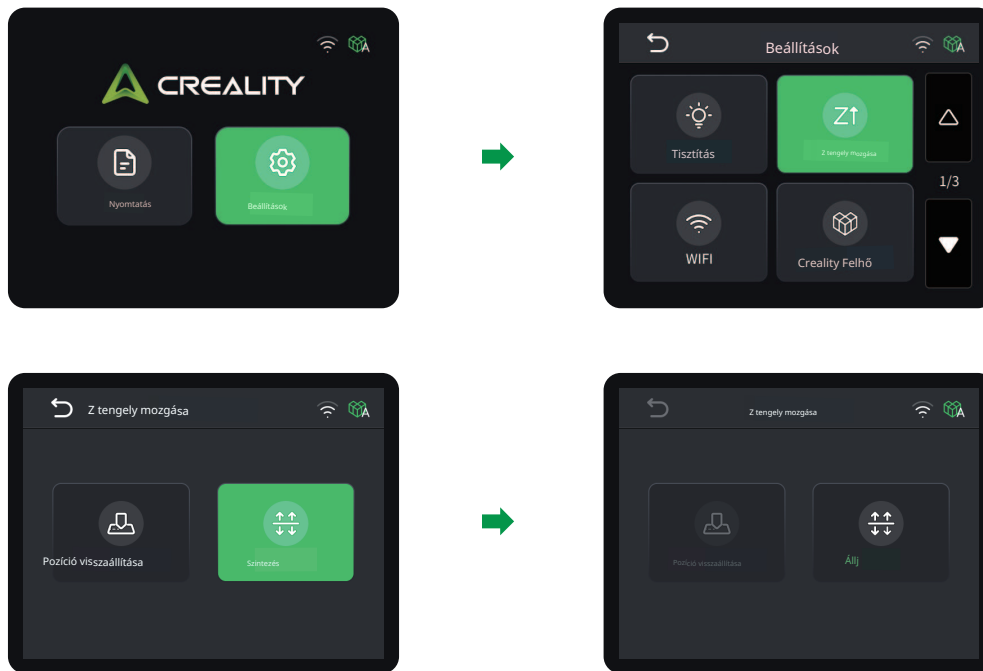 CREALITY
Nyomtatás
Beállítások
Beállítások
Tisztítás
Z tengely mozgása
1/3
WIFI
Creality Felhő
Z tengely mozgása
Pozíció visszaállítása
Szintezés
Z tengely mozgása
Pozíció visszaállítása
Állj